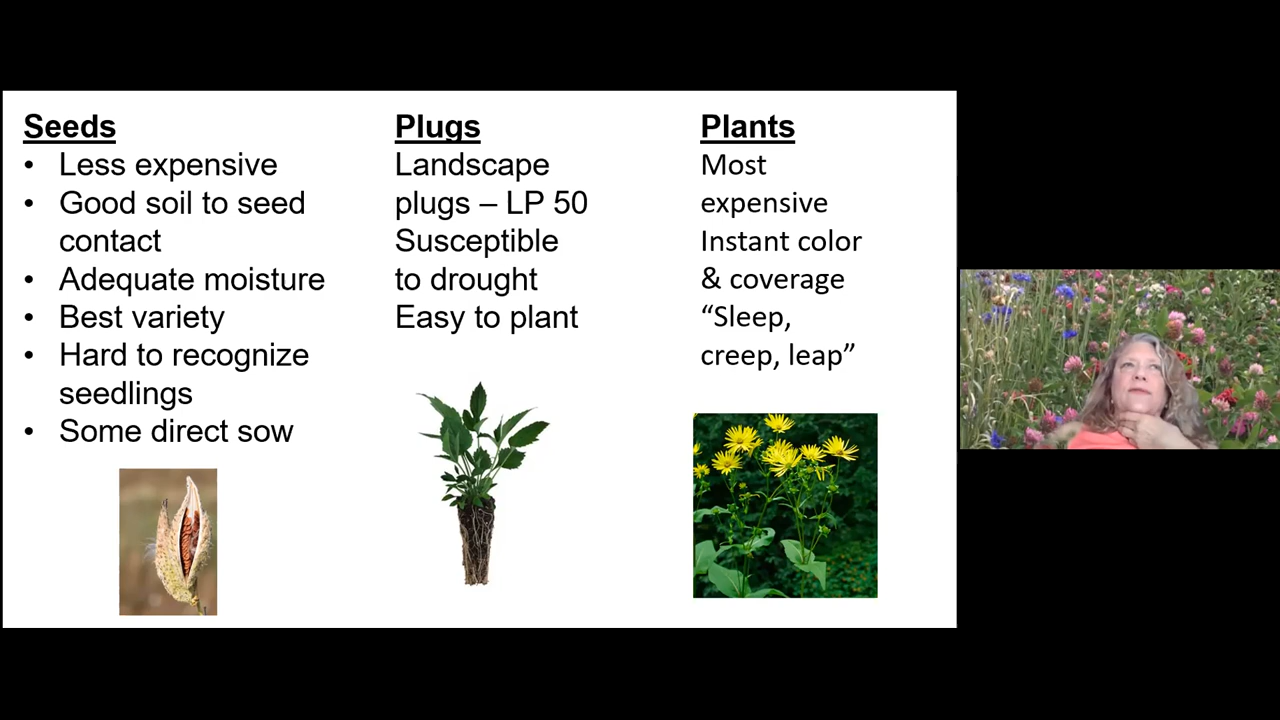 Seeds
• Less expensive
• Good soil to seed
contact
• Adequate moisture
• Best variety
• Hard to recognize
seedlings
• Some direct sow
Plugs
Landscape
plugs – LP 50
Susceptible
to drought
Easy to plant
Plants
Most
expensive
Instant color
& coverage
“Sleep,
creep, leap”